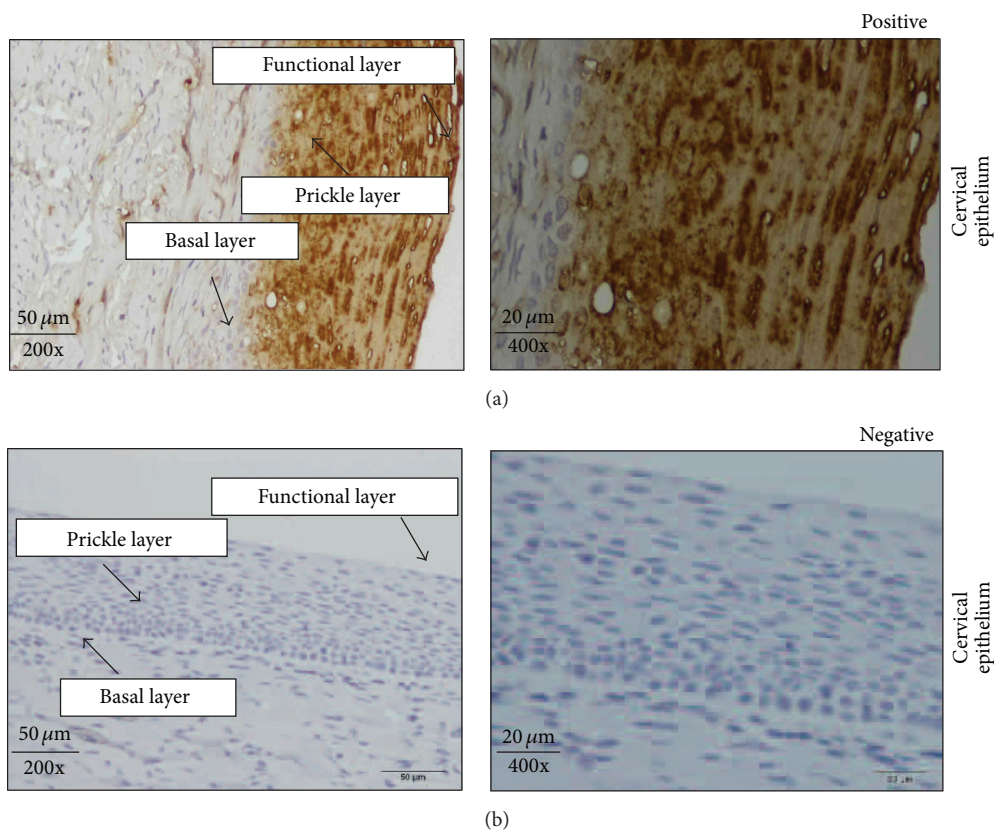 Positive
Functional layer
Prickle layer
Basal layer
50 μm
200x
20 μm
400x
Cervical
epithelium
(a)
Negative
Functional layer
Prickle layer
Basal layer
50 μm
200x
50 μm
20 μm
400x
Cervical
epithelium
(b)